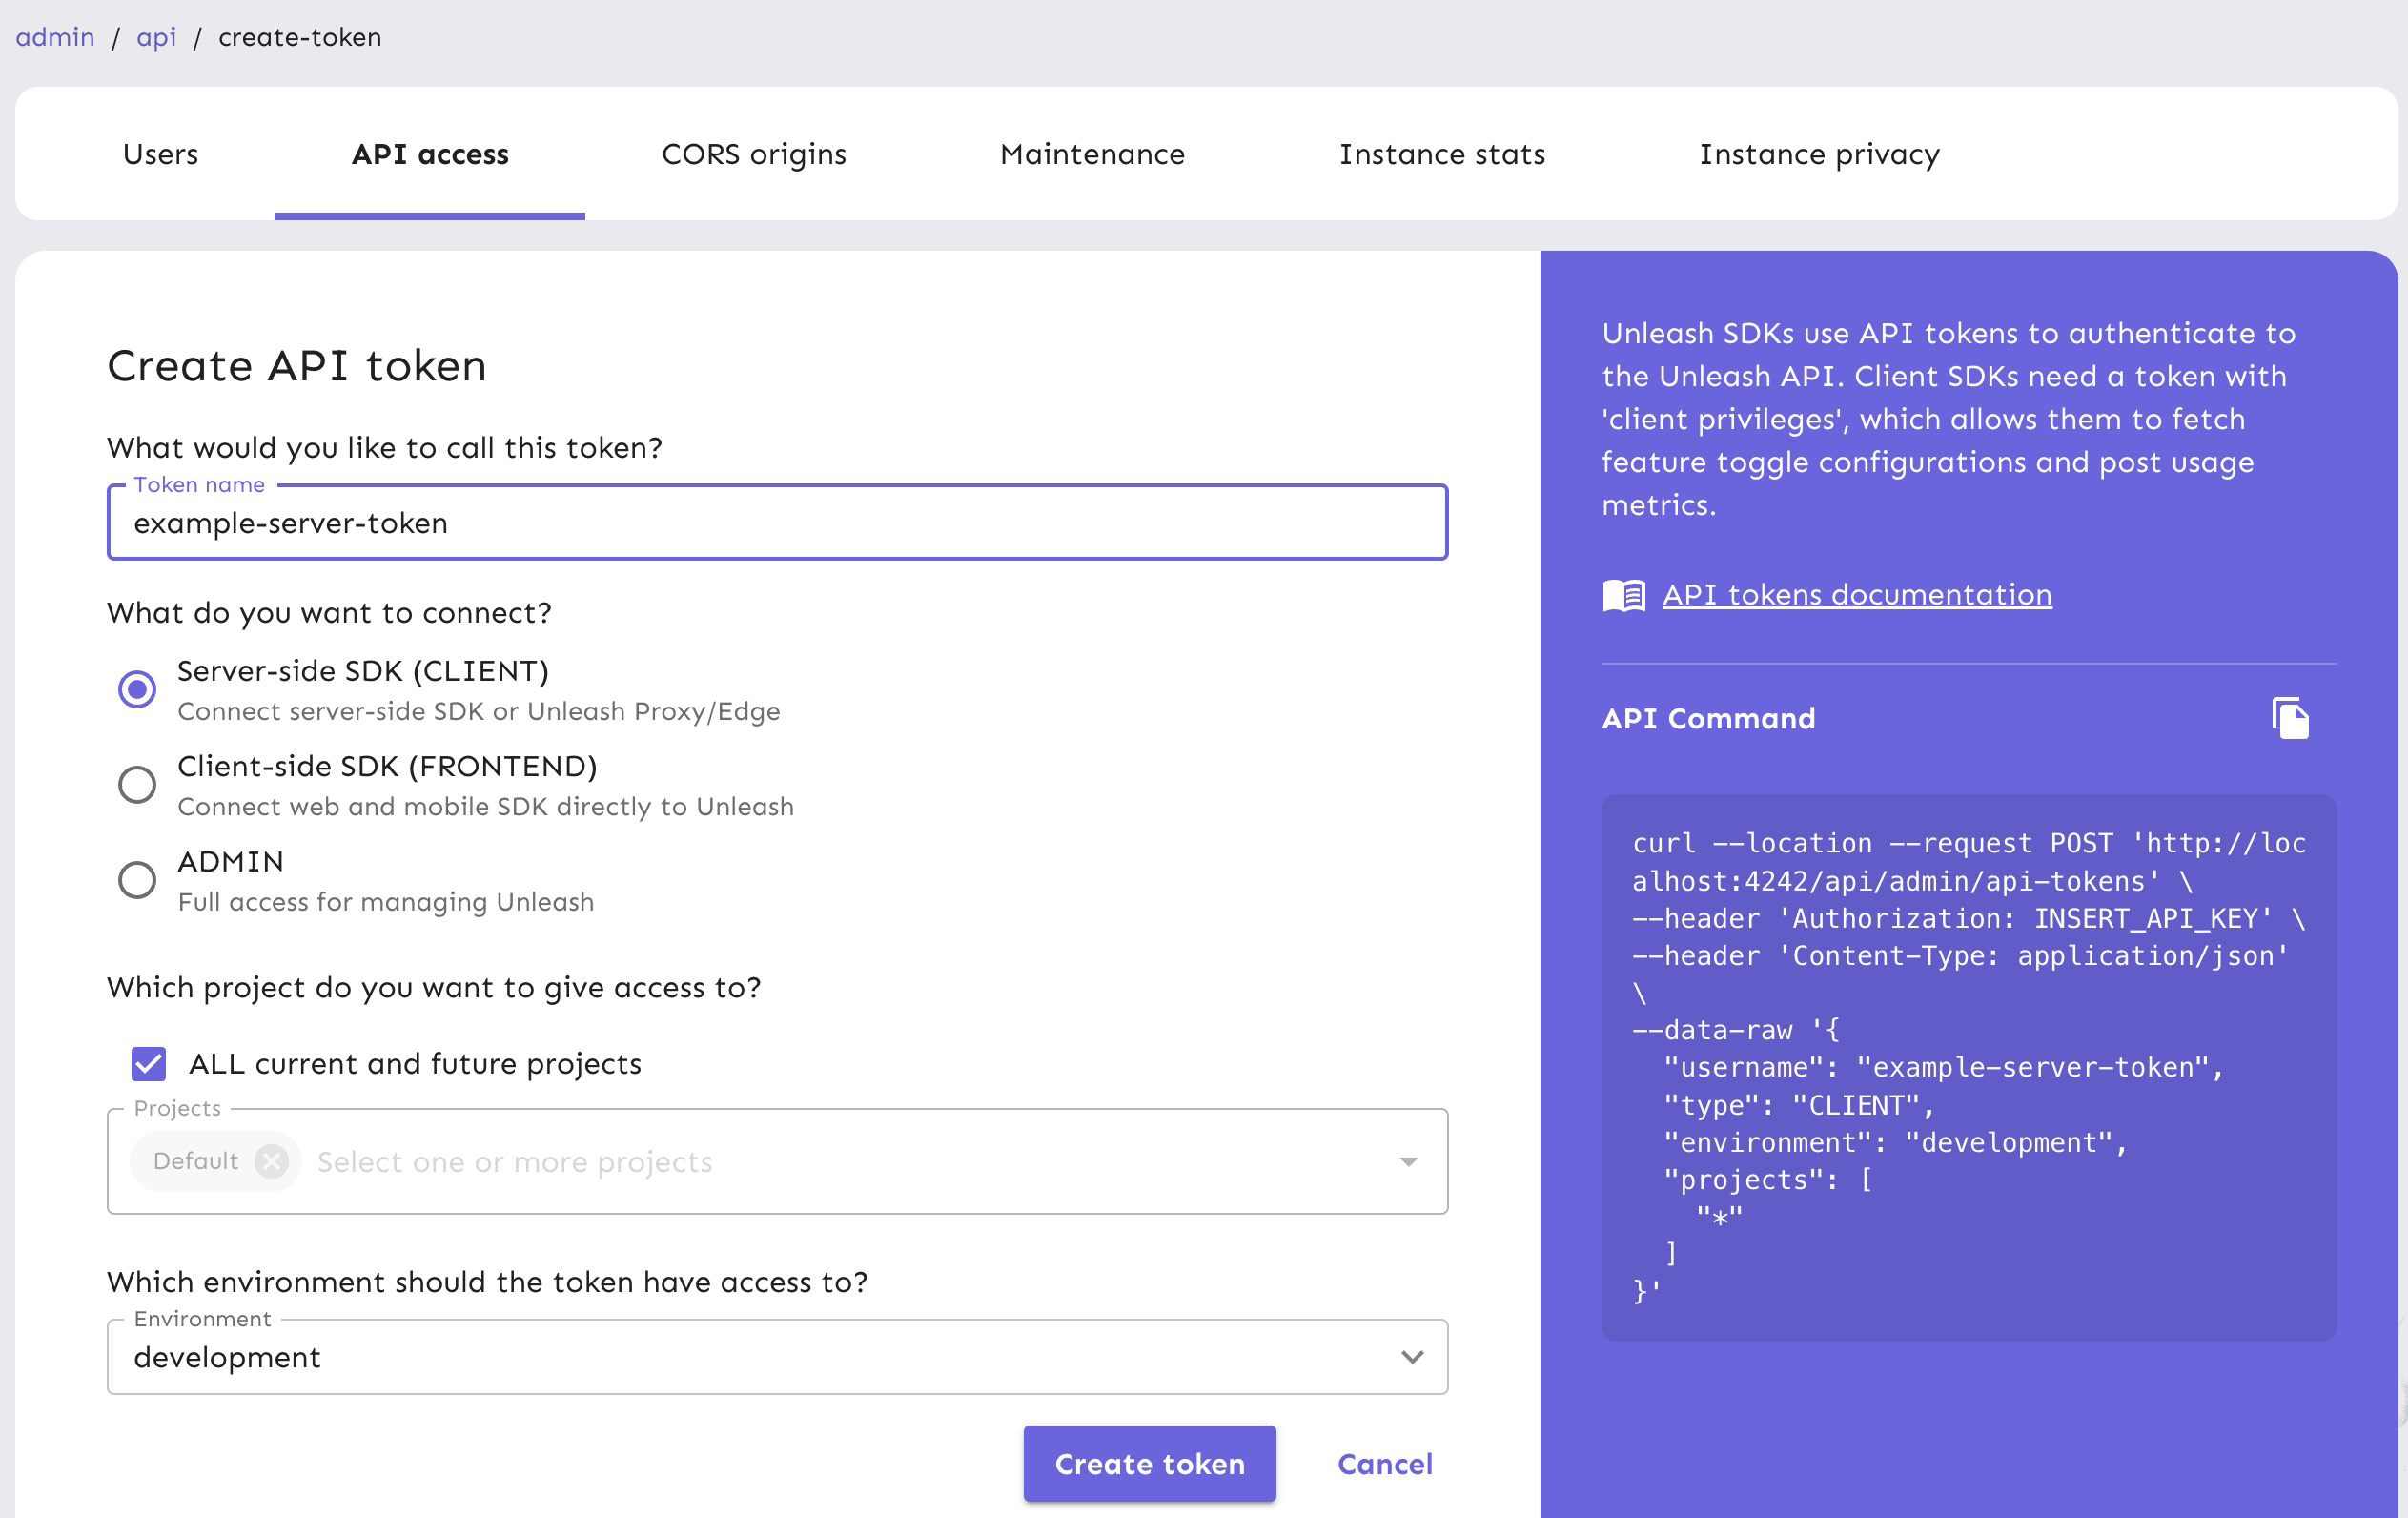 admin / api / create-token
Users API access CORS origins Maintenance Instance stats Instance privacy
Create API token
What would you like to call this token?
Token name
example-server-token
What do you want to connect?
Server-side SDK (CLIENT)
Connect server-side SDK or Unleash Proxy/Edge
Client-side SDK (FRONTEND)
Connect web and mobile SDK directly to Unleash
ADMIN
Full access for managing Unleash
Which project do you want to give access to?
ALL current and future projects
Projects
Default Select one or more projects
Which environment should the token have access to?
Environment
development
Create token Cancel
Unleash SDKs use API tokens to authenticate to
the Unleash API. Client SDKs need a token with
'client privileges', which allows them to fetch
feature toggle configurations and post usage
metrics.
API tokens documentation
API Command
curl --location --request POST 'http://loc
alhost:4242/api/admin/api-tokens' \
--header 'Authorization: INSERT_API_KEY' \
--header 'Content-Type: application/json'
\
--data-raw '{
  "username": "example-server-token",
  "type": "CLIENT",
  "environment": "development",
  "projects": [
    "*"
  ]
}'